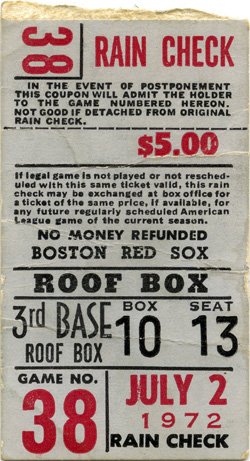 38
RAIN CHECK
IN THE EVENT OF POSTPONEMENT
THIS COUPON WILL ADMIT THE HOLDER
TO THE GAME NUMBERED HEREON.
NOT GOOD IF DETACHED FROM ORIGINAL
RAIN CHECK.
$5.00
If legal game is not played or not resched-
uled with this same ticket valid, this rain
check may be exchanged at box office for
a ticket of the same price, if available, for
any future regularly scheduled American
League game of the current season.
NO MONEY REFUNDED
BOSTON RED SOX
ROOF BOX
3rd BASE
ROOF BOX
BOX
10
SEAT
13
GAME NO.
38
JULY 2
1972
RAIN CHECK